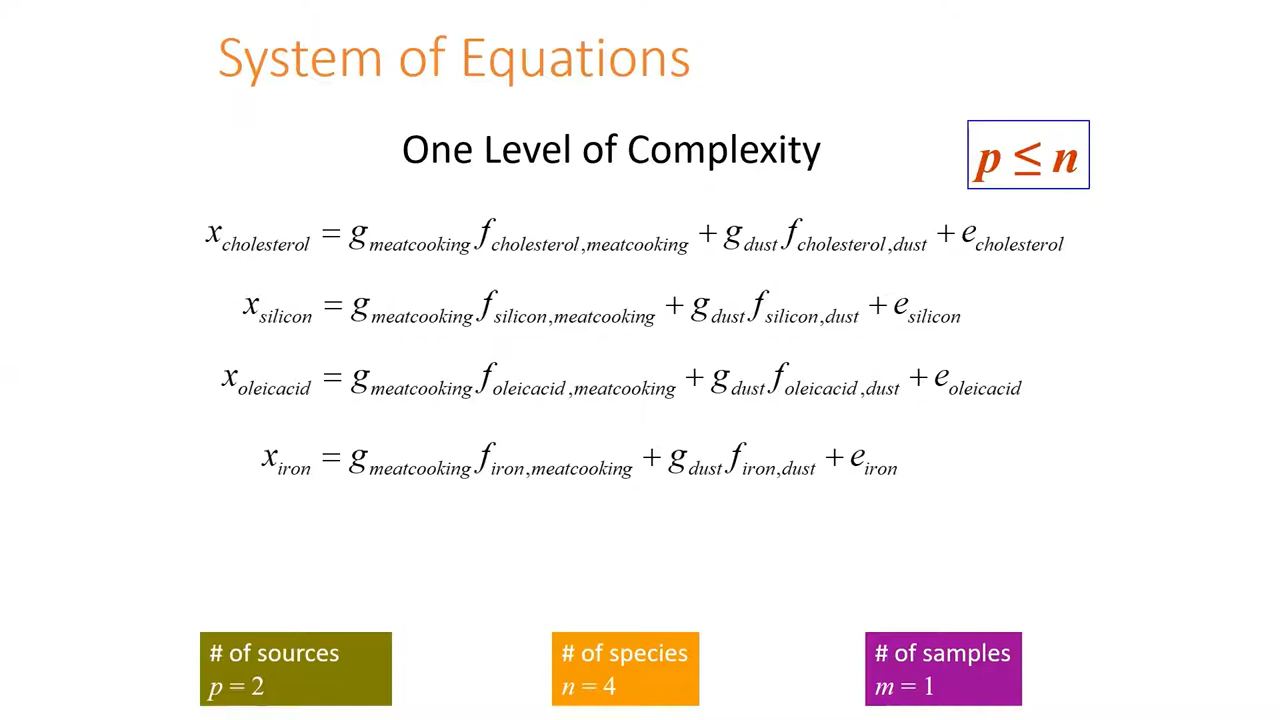 System of Equations
One Level of Complexity
p ≤ n
x_cholesterol = g_meatcooking f_cholesterol,meatcooking + g_dust f_cholesterol,dust + e_cholesterol
x_silicon = g_meatcooking f_silicon,meatcooking + g_dust f_silicon,dust + e_silicon
x_oleicacid = g_meatcooking f_oleicacid,meatcooking + g_dust f_oleicacid,dust + e_oleicacid
x_iron = g_meatcooking f_iron,meatcooking + g_dust f_iron,dust + e_iron
# of sources
p = 2
# of species
n = 4
# of samples
m = 1